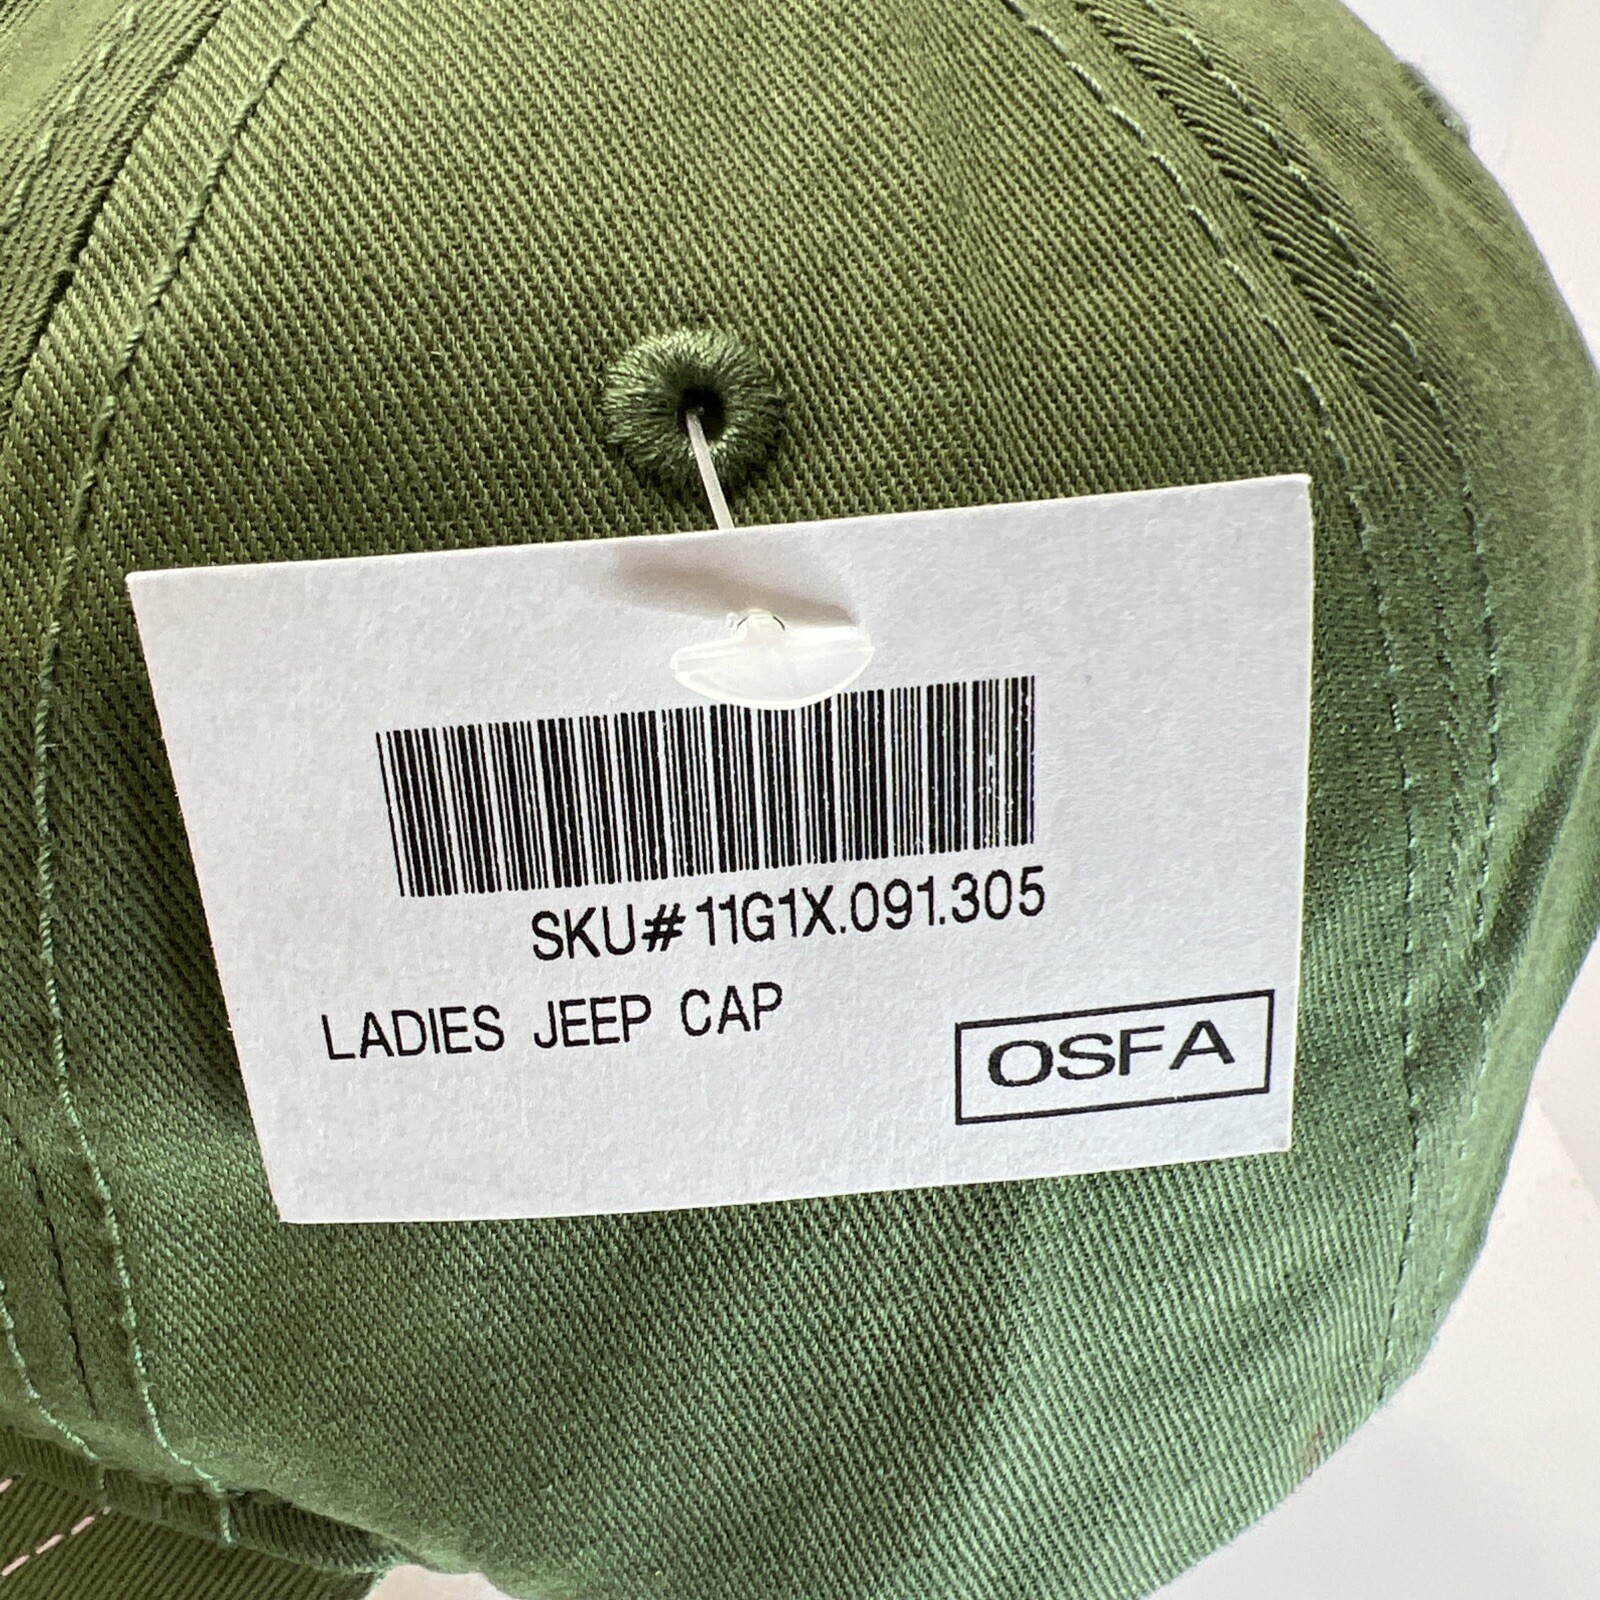 SKU# 11G1X.091.305
LADIES JEEP CAP
OSFA